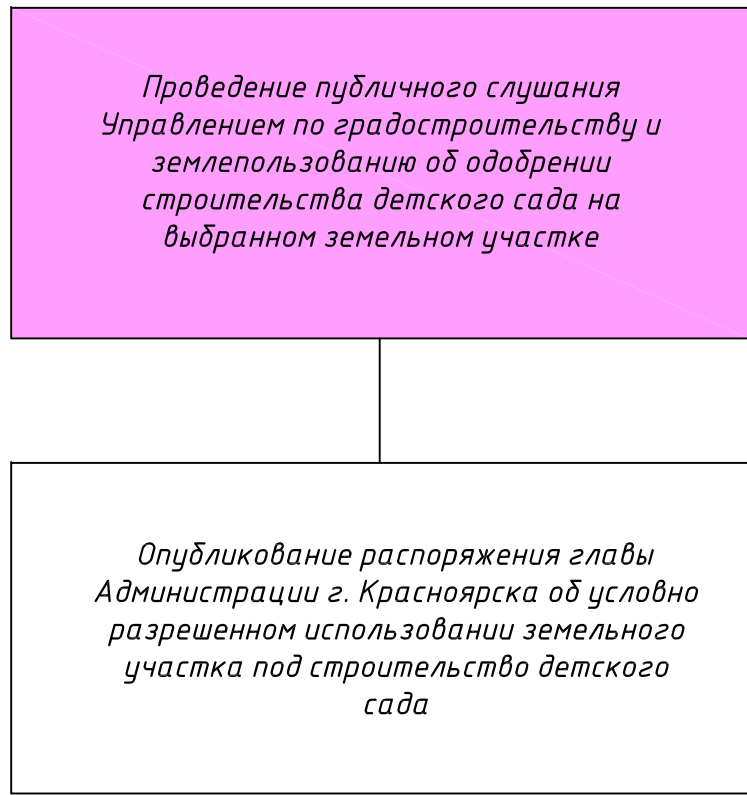 Проведение публичного слушания
Управлением по градостроительству и
землепользованию об одобрении
строительства детского сада на
выбранном земельном участке
Опубликование распоряжения главы
Администрации г. Красноярска об условно
разрешенном использовании земельного
участка под строительство детского
сада